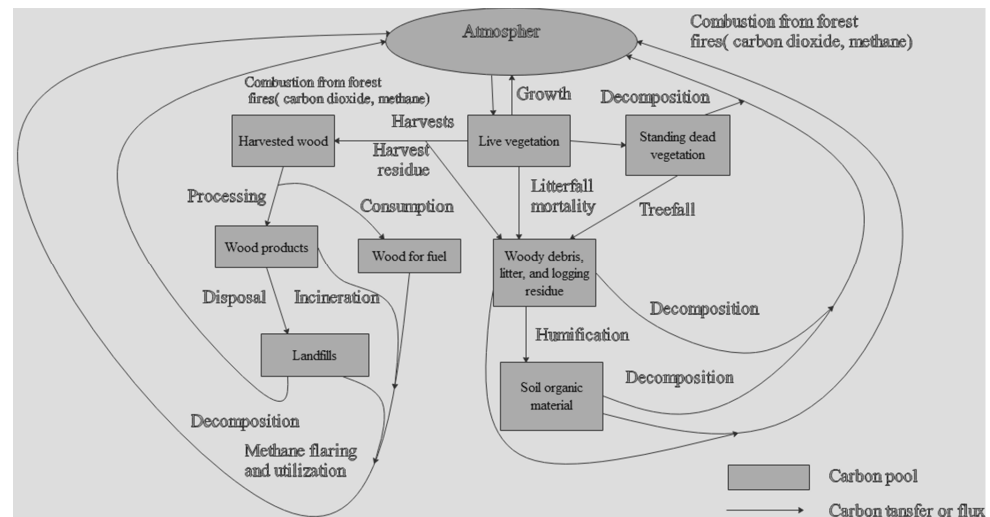 Atmospher
Combustion from forest
fires( carbon dioxide, methane)
Combustion from forest
fires( carbon dioxide, methane)
Growth
Decomposition
Harvests
Harvested wood
Live vegetation
Standing dead
vegetation
Harvest
residue
Processing
Consumption
Litterfall
mortality
Treefall
Wood products
Wood for fuel
Woody debris,
litter, and logging
residue
Disposal
Incineration
Decomposition
Humification
Landfills
Decomposition
Soil organic
material
Decomposition
Methane flaring
and utilization
Carbon pool
Carbon tansfer or flux